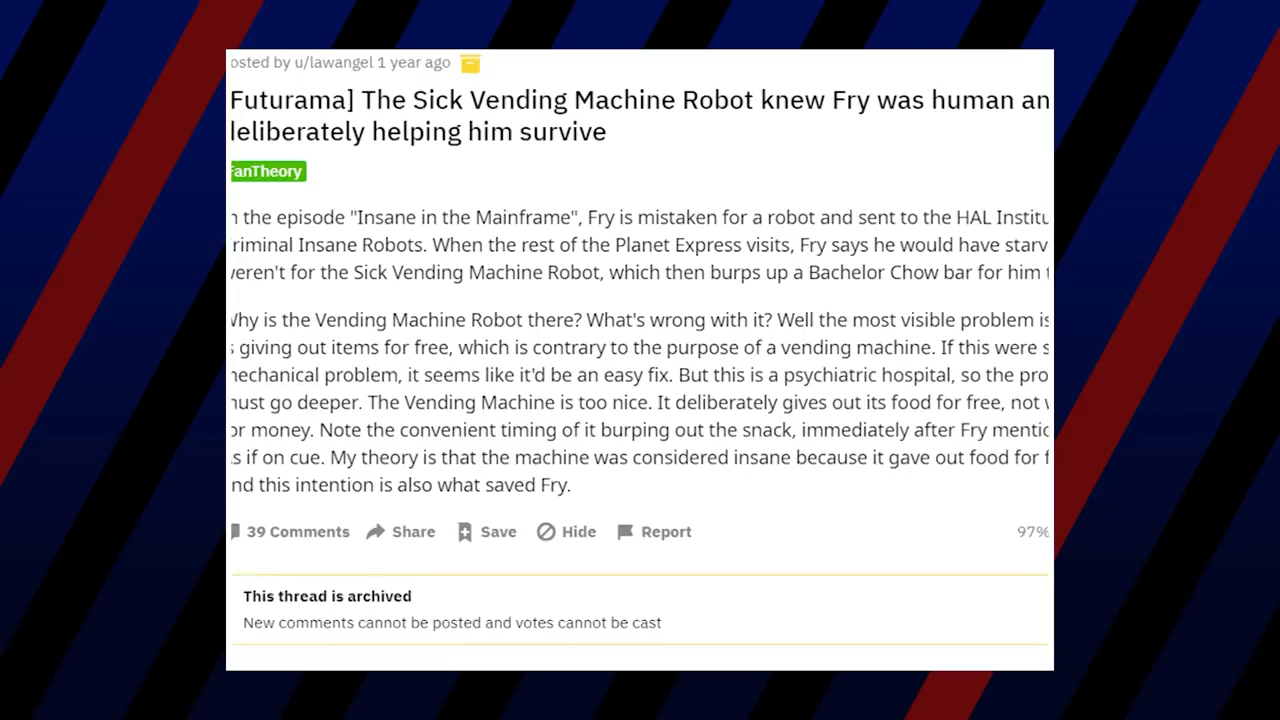 osted by u/lawangel 1 year ago
Futurama] The Sick Vending Machine Robot knew Fry was human an
deliberately helping him survive
FanTheory
n the episode "Insane in the Mainframe", Fry is mistaken for a robot and sent to the HAL Institu
riminal Insane Robots. When the rest of the Planet Express visits, Fry says he would have starv
weren't for the Sick Vending Machine Robot, which then burps up a Bachelor Chow bar for him t
Why is the Vending Machine Robot there? What's wrong with it? Well the most visible problem is
s giving out items for free, which is contrary to the purpose of a vending machine. If this were s
mechanical problem, it seems like it'd be an easy fix. But this is a psychiatric hospital, so the pro
must go deeper. The Vending Machine is too nice. It deliberately gives out its food for free, not w
or money. Note the convenient timing of it burping out the snack, immediately after Fry mentio
s if on cue. My theory is that the machine was considered insane because it gave out food for f
nd this intention is also what saved Fry.
39 Comments Share Save Hide Report 97%
This thread is archived
New comments cannot be posted and votes cannot be cast